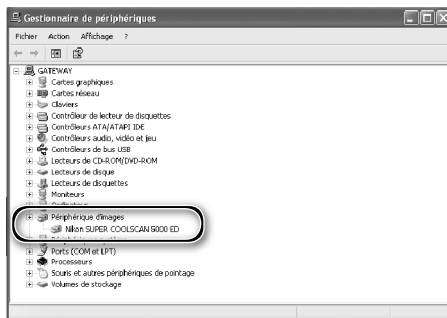 Gestionnaire de périphériques
Fichier Action Affichage ?
GATEWAY
Cartes graphiques
Cartes réseau
Claviers
Contrôleur de lecteur de disquettes
Contrôleurs ATA/ATAPI IDE
Contrôleurs audio, vidéo et jeu
Contrôleurs de bus USB
Lecteurs de CD-ROM/DVD-ROM
Lecteurs de disque
Lecteurs de disquettes
Moniteurs
Périphérique d'images
Nikon SUPER COOLSCAN 5000 ED
Ports (COM et LPT)
Processeurs
Souris et autres périphériques de pointage
Volumes de stockage